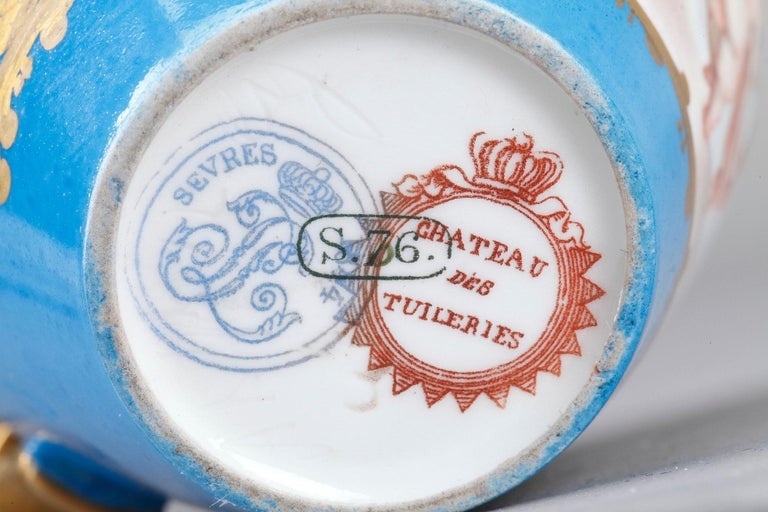 SEVRES
S.76.
CHATEAU
DES
TUILERIES